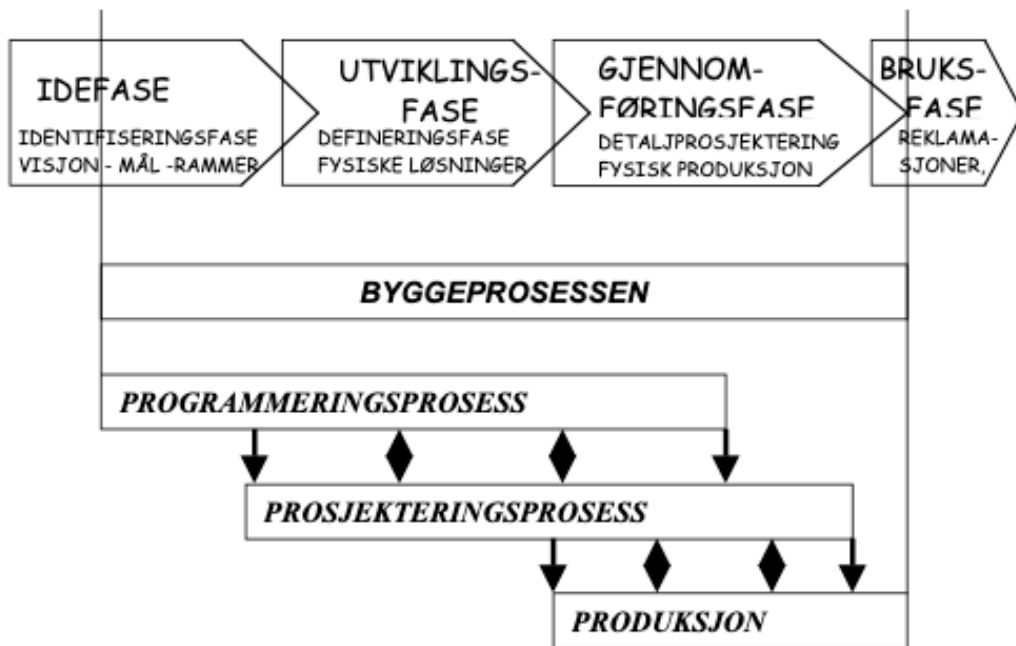 IDEFASE
IDENTIFISERINGSFASE
VISJON - MÅL -RAMMER
UTVIKLINGS-
FASE
DEFINERINGSFASE
FYSISKE LØSNINGER
GJENNOM-
FØRINGSFASE
DETALJPROSJEKTERING
FYSISK PRODUKSJON
BRUKS-
FASE
REKLAMA-
SJONER,
BYGGEPROSESSEN
PROGRAMMERINGSPROSESS
PROSJEKTERINGSPROSESS
PRODUKSJON